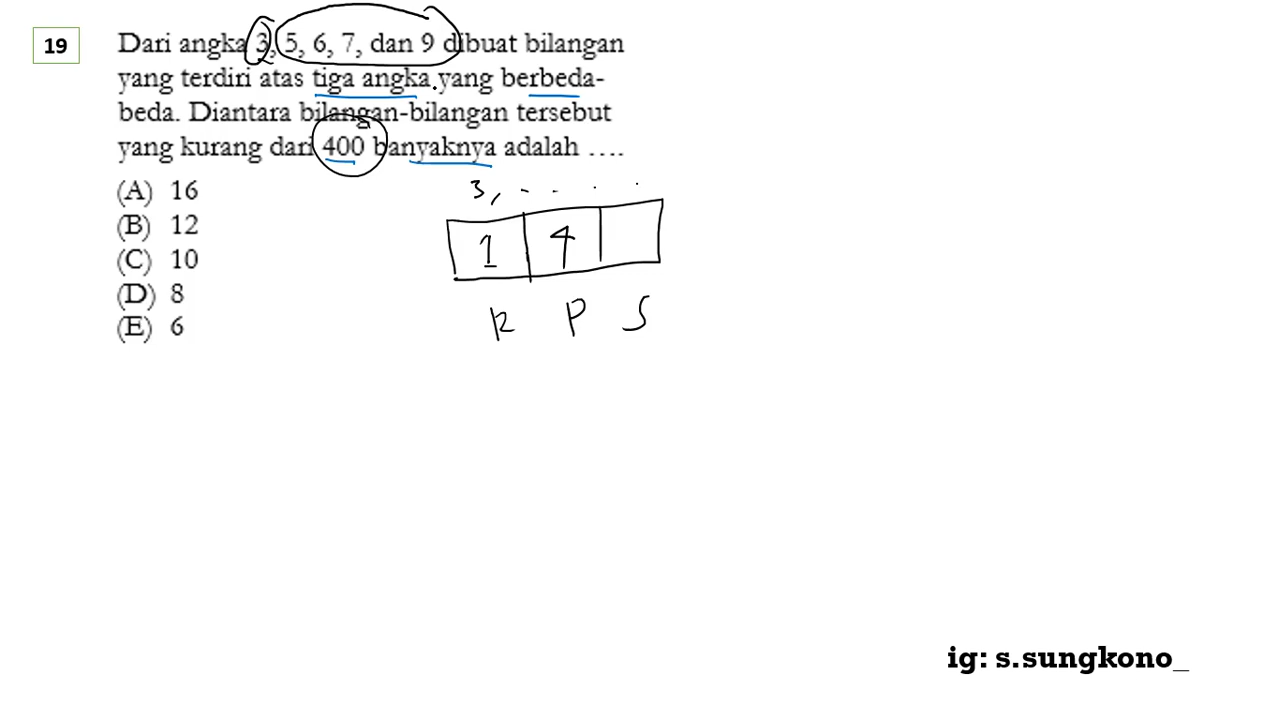 19
Dari angka 3, 5, 6, 7, dan 9 dibuat bilangan
yang terdiri atas tiga angka yang berbeda-
beda. Diantara bilangan-bilangan tersebut
yang kurang dari 400 banyaknya adalah ….
(A) 16
(B) 12
(C) 10
(D) 8
(E) 6
3, - - . .
1 4
R P S
ig: s.sungkono_